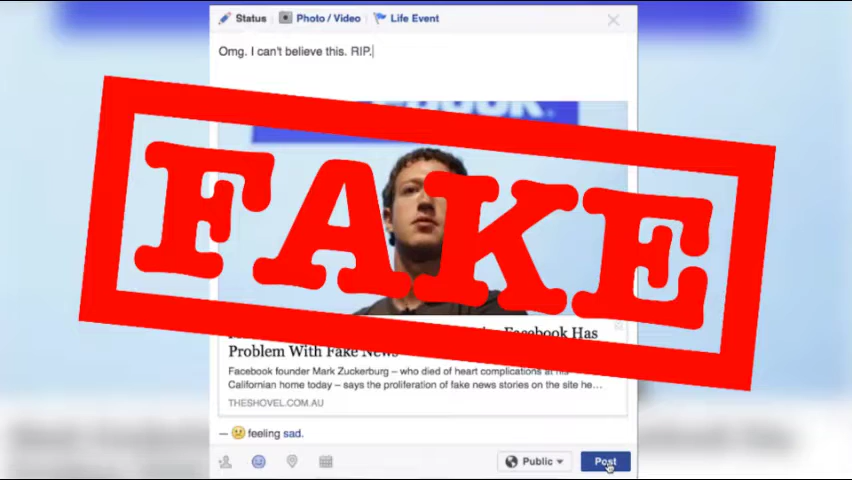 Status Photo / Video Life Event
Omg. I can't believe this. RIP.
FAKE
Facebook Has
Problem With Fake News
Facebook founder Mark Zuckerburg – who died of heart complications at his
Californian home today – says the proliferation of fake news stories on the site he...
THESHOVEL.COM.AU
— feeling sad.
Public Post